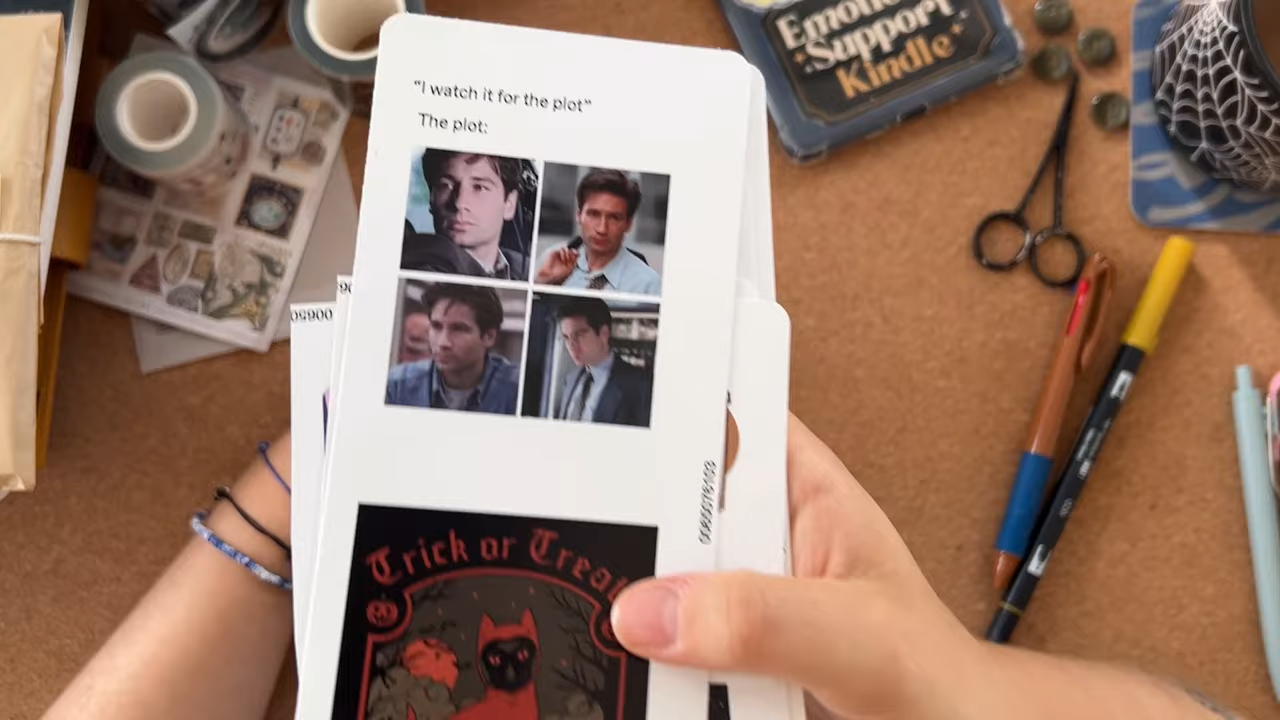 Emotional
Support
Kindle
“I watch it for the plot”
The plot:
Trick or Treat